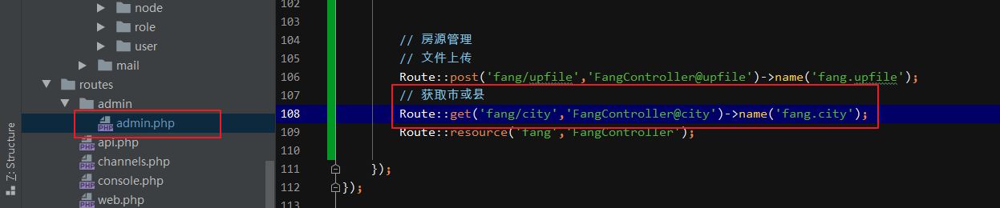 node
role
user
mail
routes
admin
admin.php
api.php
channels.php
console.php
web.php
Z: Structure
102
103
104 // 房源管理
105 // 文件上传
106 Route::post('fang/upfile','FangController@upfile')->name('fang.upfile');
107 // 获取市或县
108 Route::get('fang/city','FangController@city')->name('fang.city');
109 Route::resource('fang','FangController');
110
111 });
112 });
113